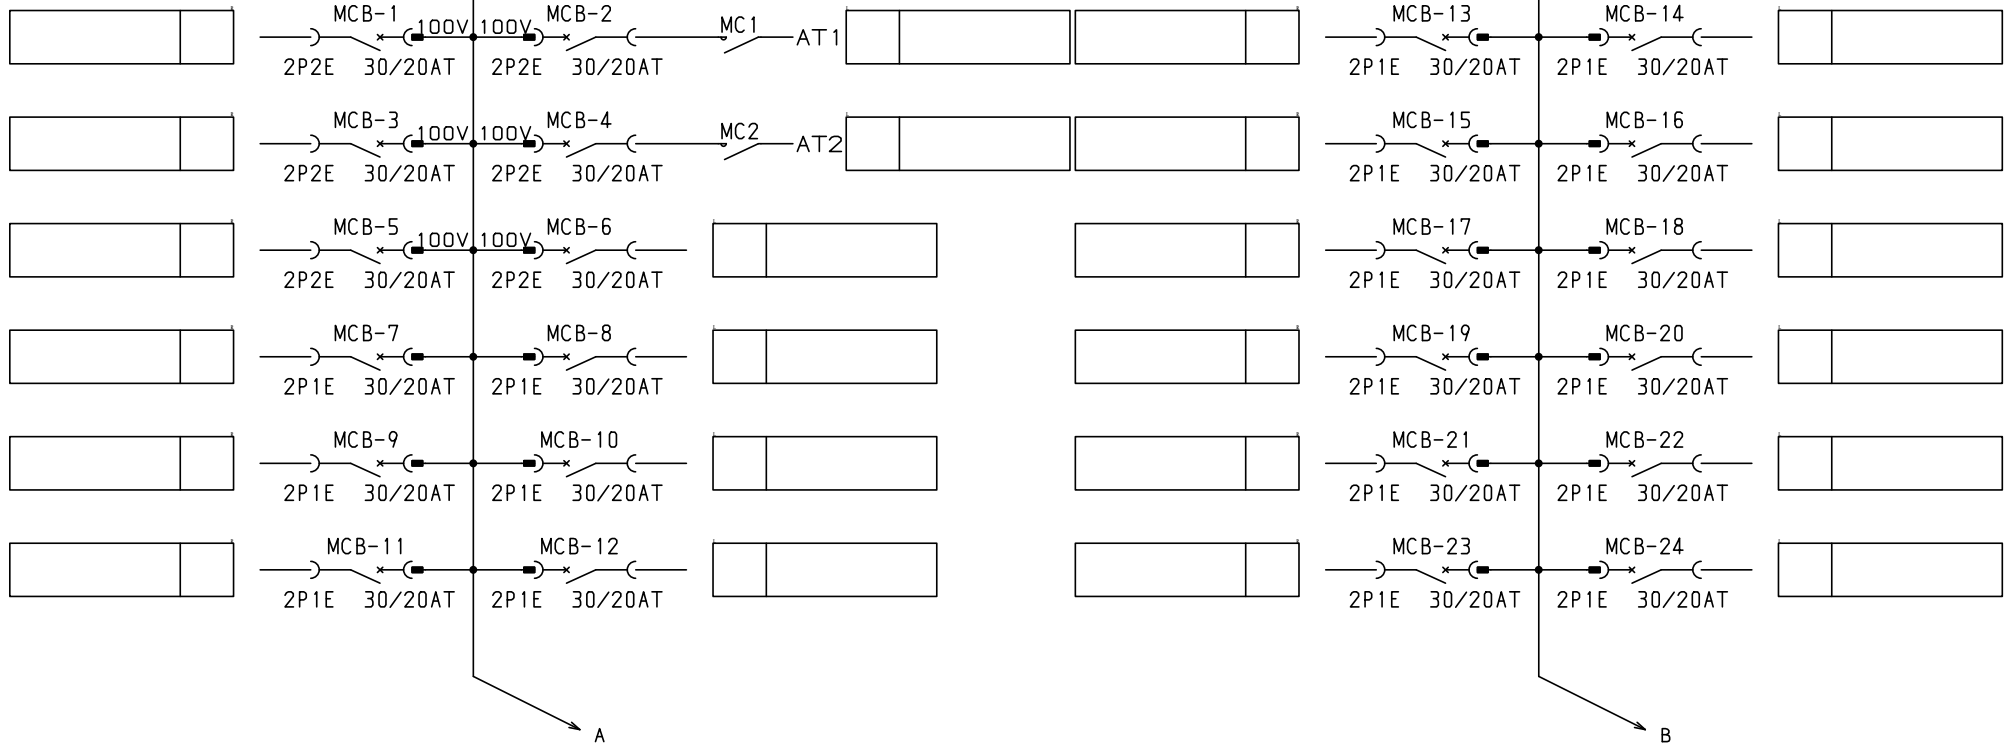 MCB-1 100V 100V MCB-2 MC1 AT1 MCB-13 MCB-14
2P2E 30/20AT 2P2E 30/20AT 2P1E 30/20AT 2P1E 30/20AT
MCB-3 100V 100V MCB-4 MC2 AT2 MCB-15 MCB-16
2P2E 30/20AT 2P2E 30/20AT 2P1E 30/20AT 2P1E 30/20AT
MCB-5 100V 100V MCB-6 MCB-17 MCB-18
2P2E 30/20AT 2P2E 30/20AT 2P1E 30/20AT 2P1E 30/20AT
MCB-7 MCB-8 MCB-19 MCB-20
2P1E 30/20AT 2P1E 30/20AT 2P1E 30/20AT 2P1E 30/20AT
MCB-9 MCB-10 MCB-21 MCB-22
2P1E 30/20AT 2P1E 30/20AT 2P1E 30/20AT 2P1E 30/20AT
MCB-11 MCB-12 MCB-23 MCB-24
2P1E 30/20AT 2P1E 30/20AT 2P1E 30/20AT 2P1E 30/20AT
A B